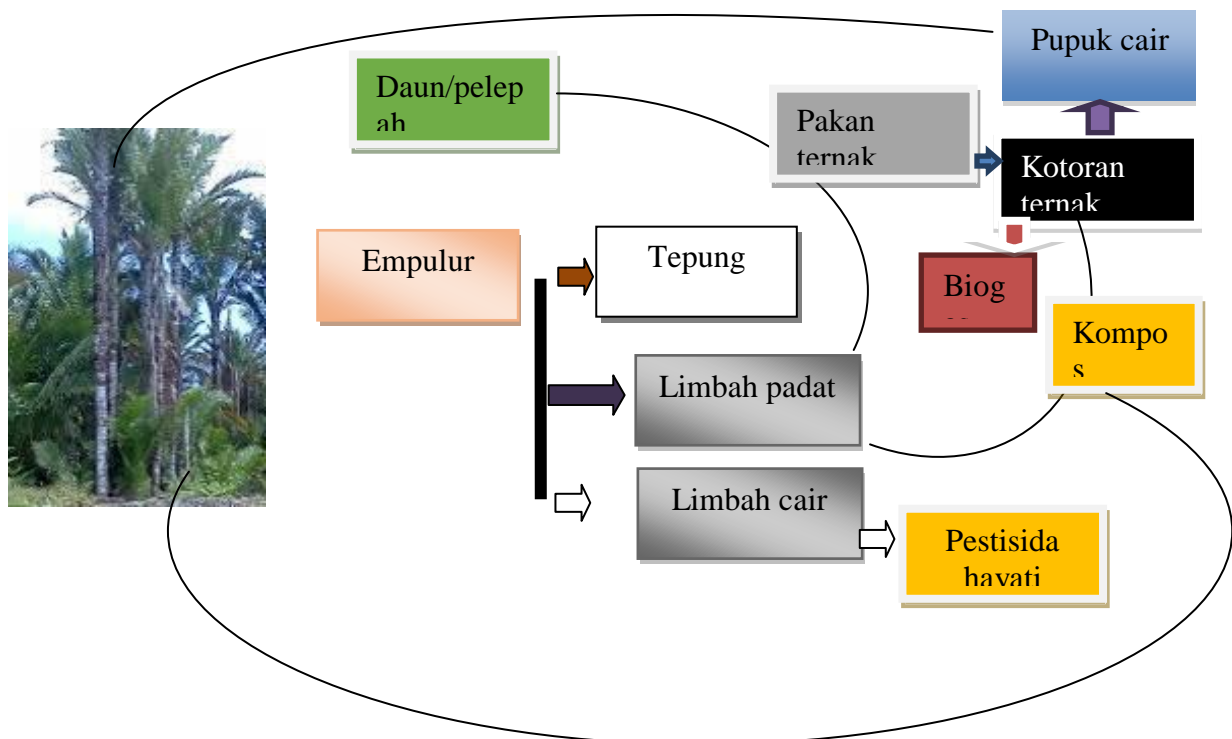 Pupuk cair
Daun/pelep
ah
Pakan
ternak
Kotoran
ternak
Empulur
Tepung
Biog
Kompo
s
Limbah padat
Limbah cair
Pestisida
hayati